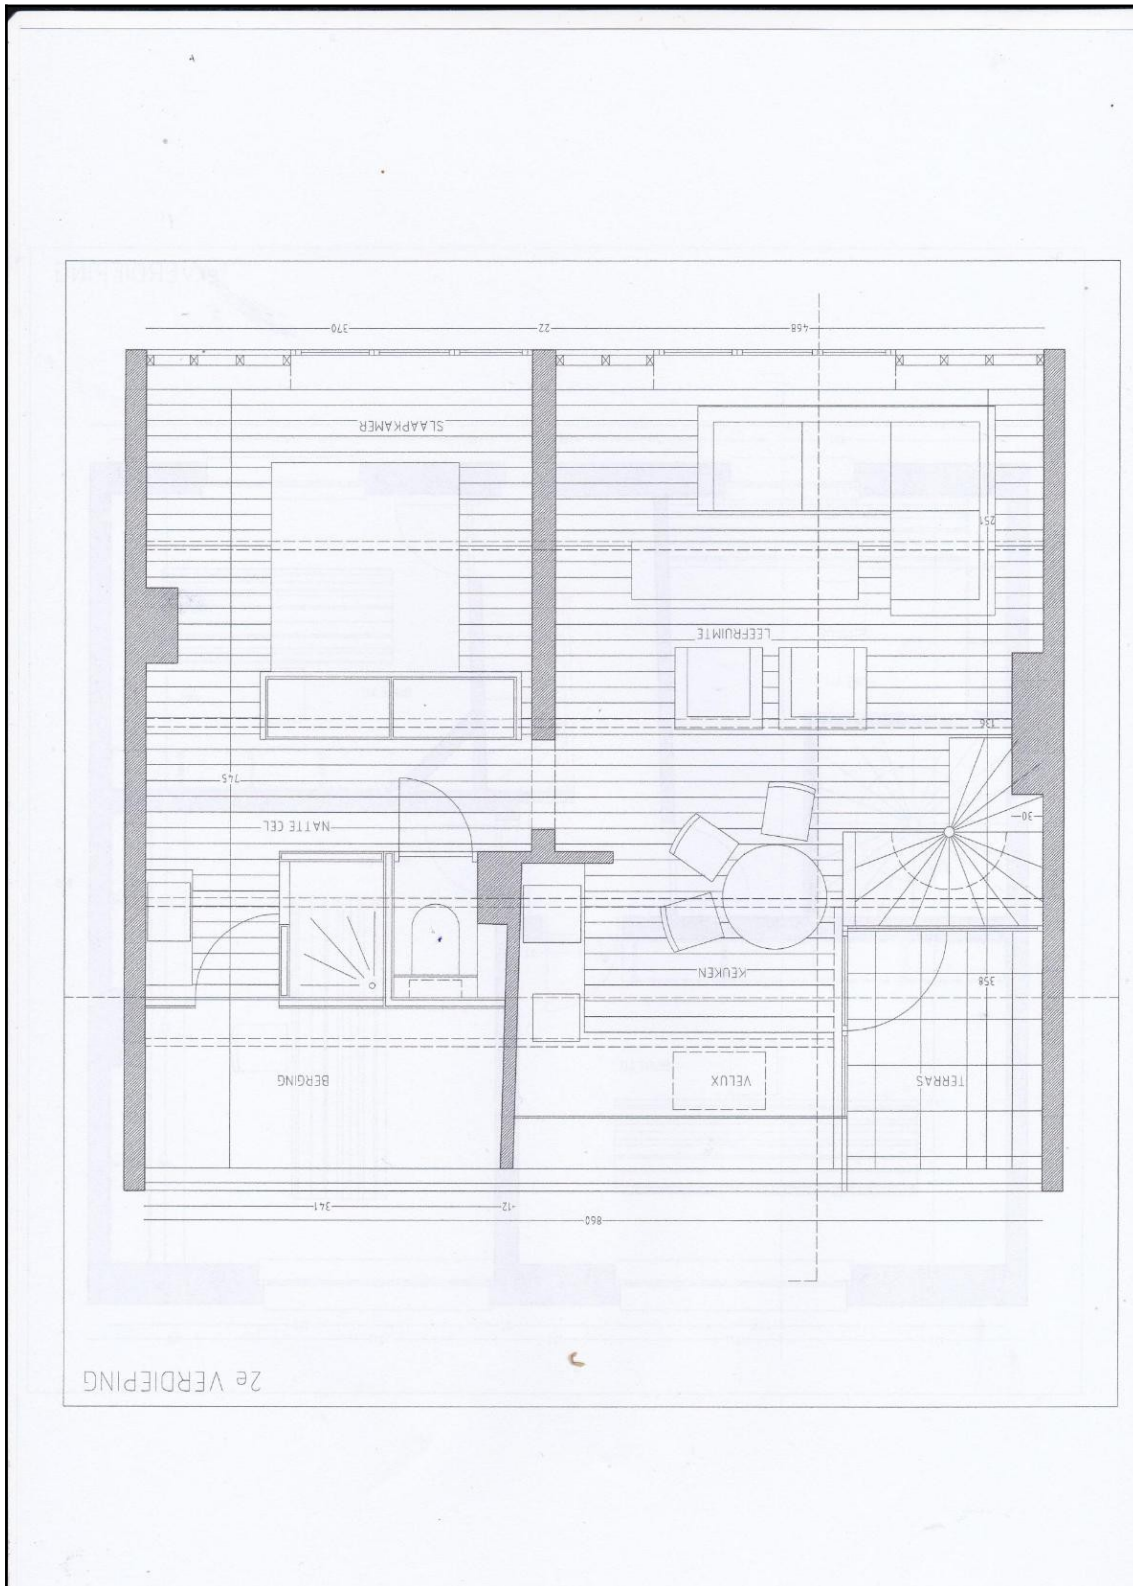 2e VERDIEPING
860
12
341
TERRAS
VELUX
BERGING
358
KEUKEN
NATTE CEL
30
745
136
LEEFRUIMTE
251
SLAAPKAMER
468
22
370